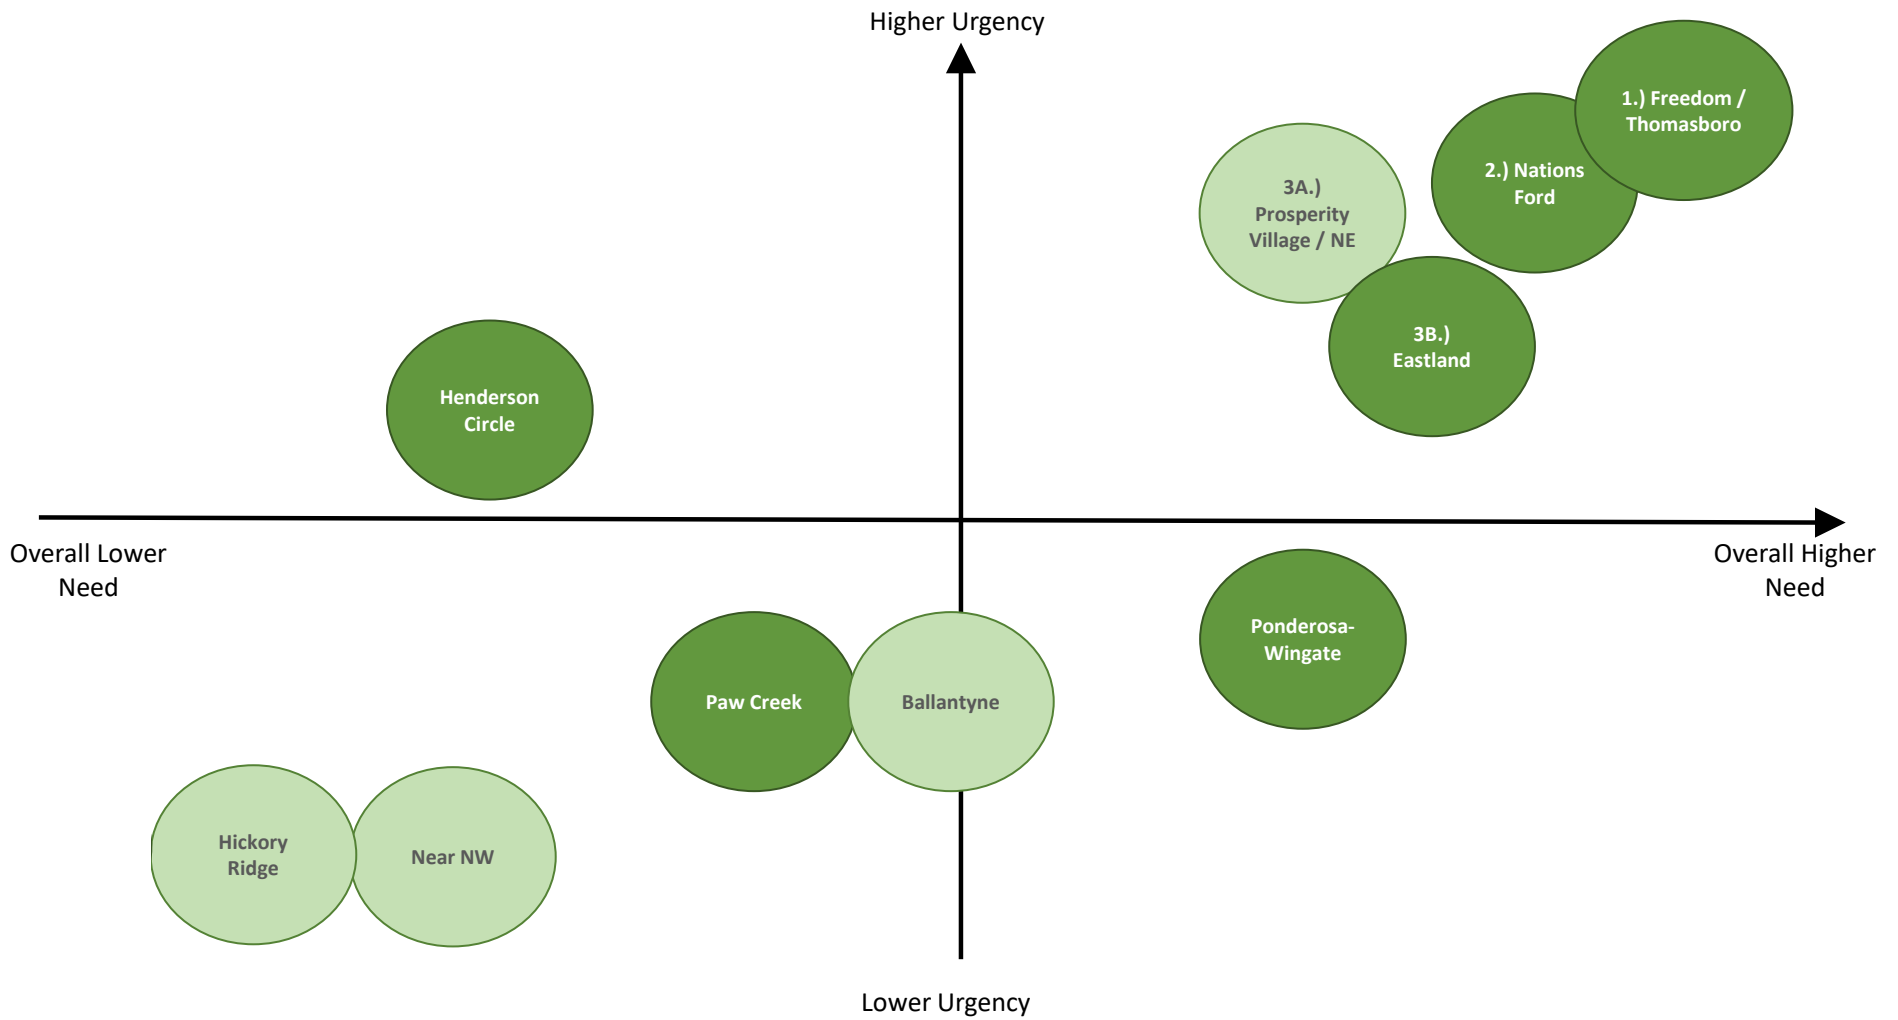 Higher Urgency
1.) Freedom /
Thomasboro
2.) Nations
Ford
3A.)
Prosperity
Village / NE
3B.)
Eastland
Henderson
Circle
Overall Lower
Need
Overall Higher
Need
Ponderosa-
Wingate
Paw Creek
Ballantyne
Hickory
Ridge
Near NW
Lower Urgency